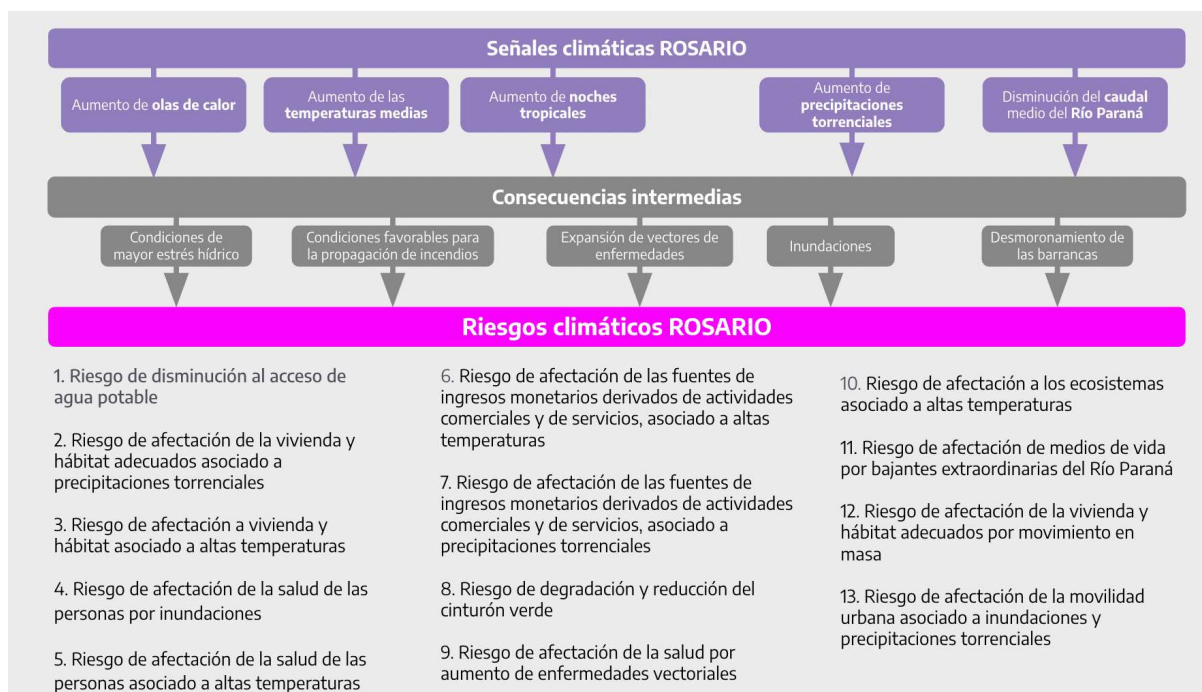 Señales climáticas ROSARIO
Aumento de olas de calor
Aumento de las
temperaturas medias
Aumento de noches
tropicales
Aumento de
precipitaciones
torrenciales
Disminución del caudal
medio del Río Paraná
Consecuencias intermedias
Condiciones de
mayor estrés hídrico
Condiciones favorables para
la propagación de incendios
Expansión de vectores de
enfermedades
Inundaciones
Desmoronamiento de
las barrancas
Riesgos climáticos ROSARIO
1. Riesgo de disminución al acceso de
agua potable
2. Riesgo de afectación de la vivienda y
hábitat adecuados asociado a
precipitaciones torrenciales
3. Riesgo de afectación a vivienda y
hábitat asociado a altas temperaturas
4. Riesgo de afectación de la salud de las
personas por inundaciones
5. Riesgo de afectación de la salud de las
personas asociado a altas temperaturas
6. Riesgo de afectación de las fuentes de
ingresos monetarios derivados de actividades
comerciales y de servicios, asociado a altas
temperaturas
7. Riesgo de afectación de las fuentes de
ingresos monetarios derivados de actividades
comerciales y de servicios, asociado a
precipitaciones torrenciales
8. Riesgo de degradación y reducción del
cinturón verde
9. Riesgo de afectación de la salud por
aumento de enfermedades vectoriales
10. Riesgo de afectación a los ecosistemas
asociado a altas temperaturas
11. Riesgo de afectación de medios de vida
por bajantes extraordinarias del Río Paraná
12. Riesgo de afectación de la vivienda y
hábitat adecuados por movimiento en
masa
13. Riesgo de afectación de la movilidad
urbana asociado a inundaciones y
precipitaciones torrenciales